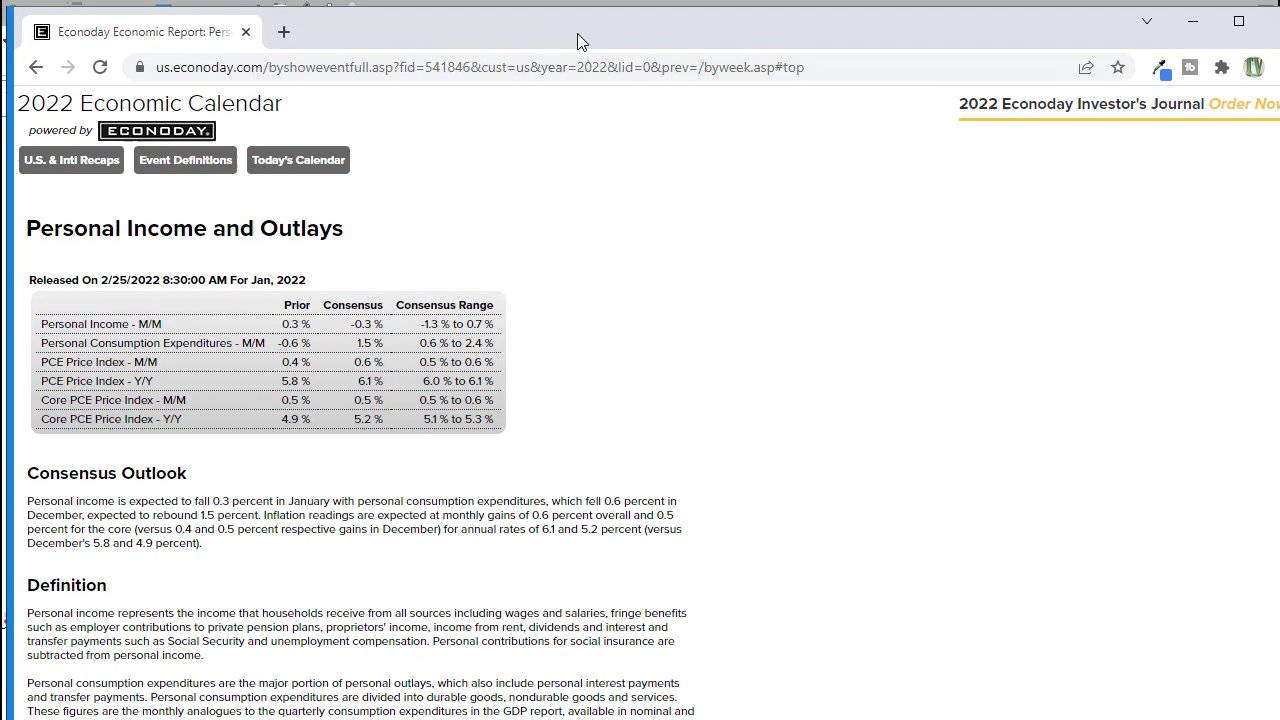 Econoday Economic Report: Pers
us.econoday.com/byshoweventfull.asp?fid=541846&cust=us&year=2022&lid=0&prev=/byweek.asp#top
2022 Economic Calendar
2022 Econoday Investor's Journal Order Now
powered by ECONODAY.
U.S. & Intl Recaps Event Definitions Today's Calendar
Personal Income and Outlays
Released On 2/25/2022 8:30:00 AM For Jan, 2022
Prior Consensus Consensus Range
Personal Income - M/M 0.3 % -0.3 % -1.3 % to 0.7 %
Personal Consumption Expenditures - M/M -0.6 % 1.5 % 0.6 % to 2.4 %
PCE Price Index - M/M 0.4 % 0.6 % 0.5 % to 0.6 %
PCE Price Index - Y/Y 5.8 % 6.1 % 6.0 % to 6.1 %
Core PCE Price Index - M/M 0.5 % 0.5 % 0.5 % to 0.6 %
Core PCE Price Index - Y/Y 4.9 % 5.2 % 5.1 % to 5.3 %
Consensus Outlook
Personal income is expected to fall 0.3 percent in January with personal consumption expenditures, which fell 0.6 percent in
December, expected to rebound 1.5 percent. Inflation readings are expected at monthly gains of 0.6 percent overall and 0.5
percent for the core (versus 0.4 and 0.5 percent respective gains in December) for annual rates of 6.1 and 5.2 percent (versus
December's 5.8 and 4.9 percent).
Definition
Personal income represents the income that households receive from all sources including wages and salaries, fringe benefits
such as employer contributions to private pension plans, proprietors' income, income from rent, dividends and interest and
transfer payments such as Social Security and unemployment compensation. Personal contributions for social insurance are
subtracted from personal income.
Personal consumption expenditures are the major portion of personal outlays, which also include personal interest payments
and transfer payments. Personal consumption expenditures are divided into durable goods, nondurable goods and services.
These figures are the monthly analogues to the quarterly consumption expenditures in the GDP report, available in nominal and